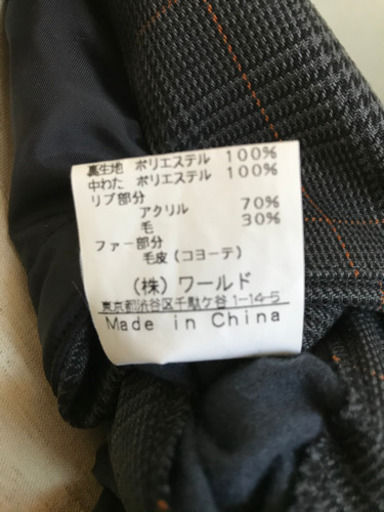 裏生地 ポリエステル 100%
中わた ポリエステル 100%
リブ部分
アクリル 70%
毛 30%
ファー部分
毛皮(コヨーテ)
(株)ワールド
東京都渋谷区千駄ケ谷1-14-5
Made in China